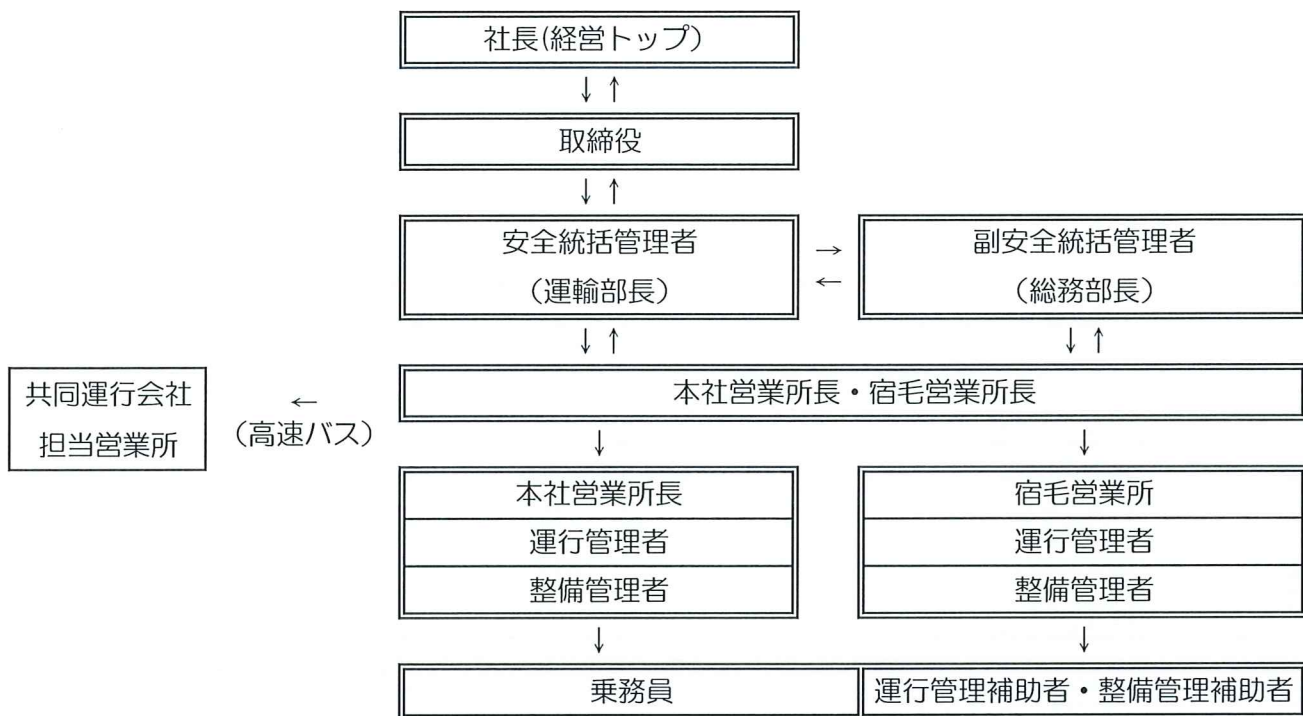 社長(経営トップ）
↓ ↑
取締役
↓ ↑
安全統括管理者
（運輸部長）
→
←
副安全統括管理者
（総務部長）
↓ ↑
↓ ↑
共同運行会社
担当営業所
←
（高速バス）
本社営業所長・宿毛営業所長
↓
↓
本社営業所長
運行管理者
整備管理者
宿毛営業所
運行管理者
整備管理者
↓
↓
乗務員
運行管理補助者・整備管理補助者